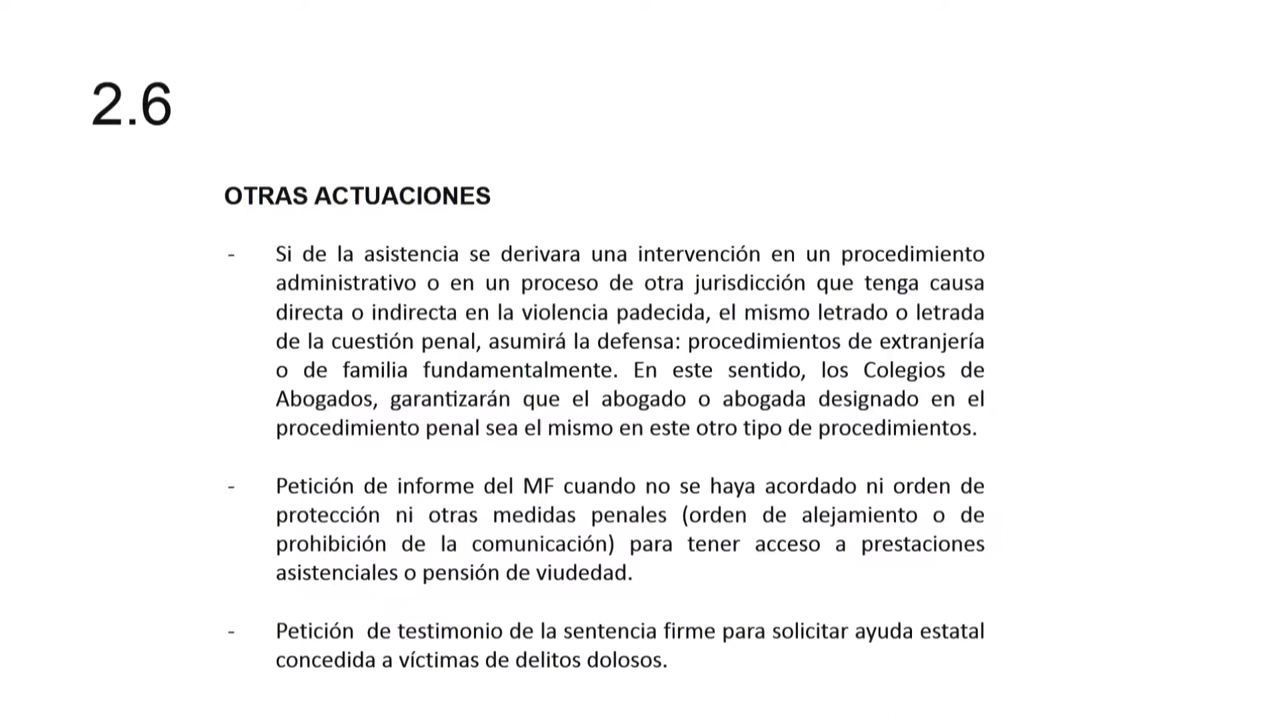 2.6
OTRAS ACTUACIONES
- Si de la asistencia se derivara una intervención en un procedimiento
administrativo o en un proceso de otra jurisdicción que tenga causa
directa o indirecta en la violencia padecida, el mismo letrado o letrada
de la cuestión penal, asumirá la defensa: procedimientos de extranjería
o de familia fundamentalmente. En este sentido, los Colegios de
Abogados, garantizarán que el abogado o abogada designado en el
procedimiento penal sea el mismo en este otro tipo de procedimientos.
- Petición de informe del MF cuando no se haya acordado ni orden de
protección ni otras medidas penales (orden de alejamiento o de
prohibición de la comunicación) para tener acceso a prestaciones
asistenciales o pensión de viudedad.
- Petición de testimonio de la sentencia firme para solicitar ayuda estatal
concedida a víctimas de delitos dolosos.